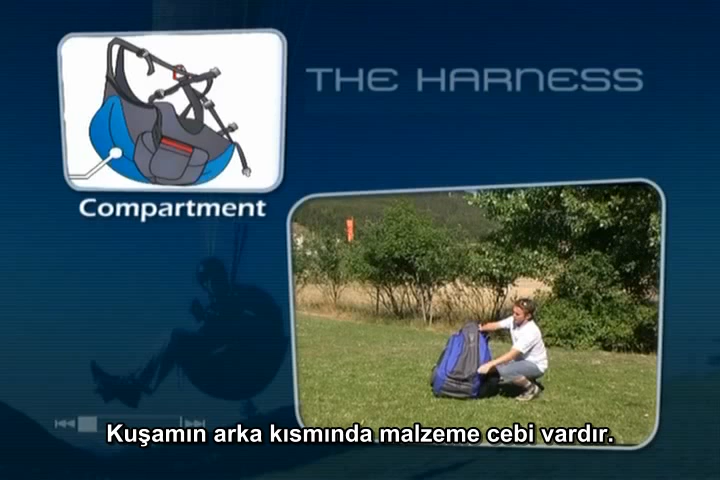 THE HARNESS
Compartment
Kuşamın arka kısmında malzeme cebi vardır.